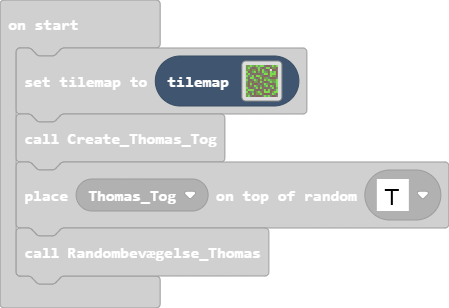 on start
set tilemap to tilemap
call Create_Thomas_Tog
place Thomas_Tog on top of random T
call Randombevægelse_Thomas